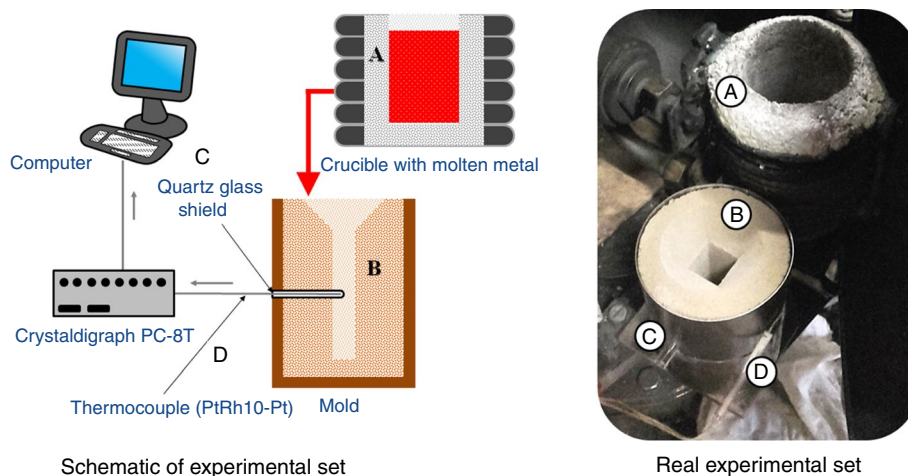 A
Computer
C
Quartz glass
shield
Crucible with molten metal
B
Crystaldigraph PC-8T
D
Thermocouple (PtRh10-Pt)
Mold
Schematic of experimental set
A
B
C
D
Real experimental set